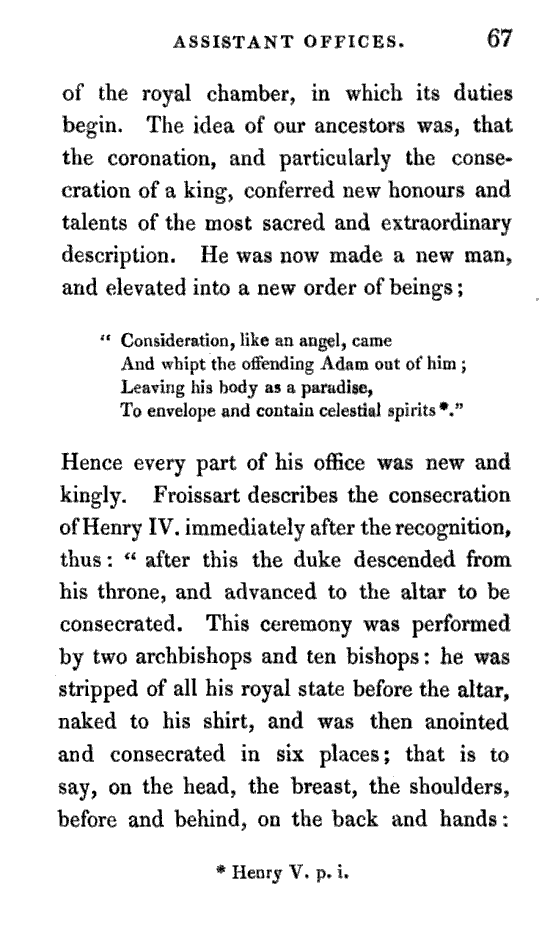 ASSISTANT OFFICES. 67
of the royal chamber, in which its duties
begin. The idea of our ancestors was, that
the coronation, and particularly the conse-
cration of a king, conferred new honours and
talents of the most sacred and extraordinary
description. He was now made a new man,
and elevated into a new order of beings;
“ Consideration, like an angel, came
And whipt the offending Adam out of him;
Leaving his body as a paradise,
To envelope and contain celestial spirits*.”
Hence every part of his office was new and
kingly. Froissart describes the consecration
of Henry IV. immediately after the recognition,
thus: “ after this the duke descended from
his throne, and advanced to the altar to be
consecrated. This ceremony was performed
by two archbishops and ten bishops: he was
stripped of all his royal state before the altar,
naked to his shirt, and was then anointed
and consecrated in six places; that is to
say, on the head, the breast, the shoulders,
before and behind, on the back and hands:
* Henry V. p. i.